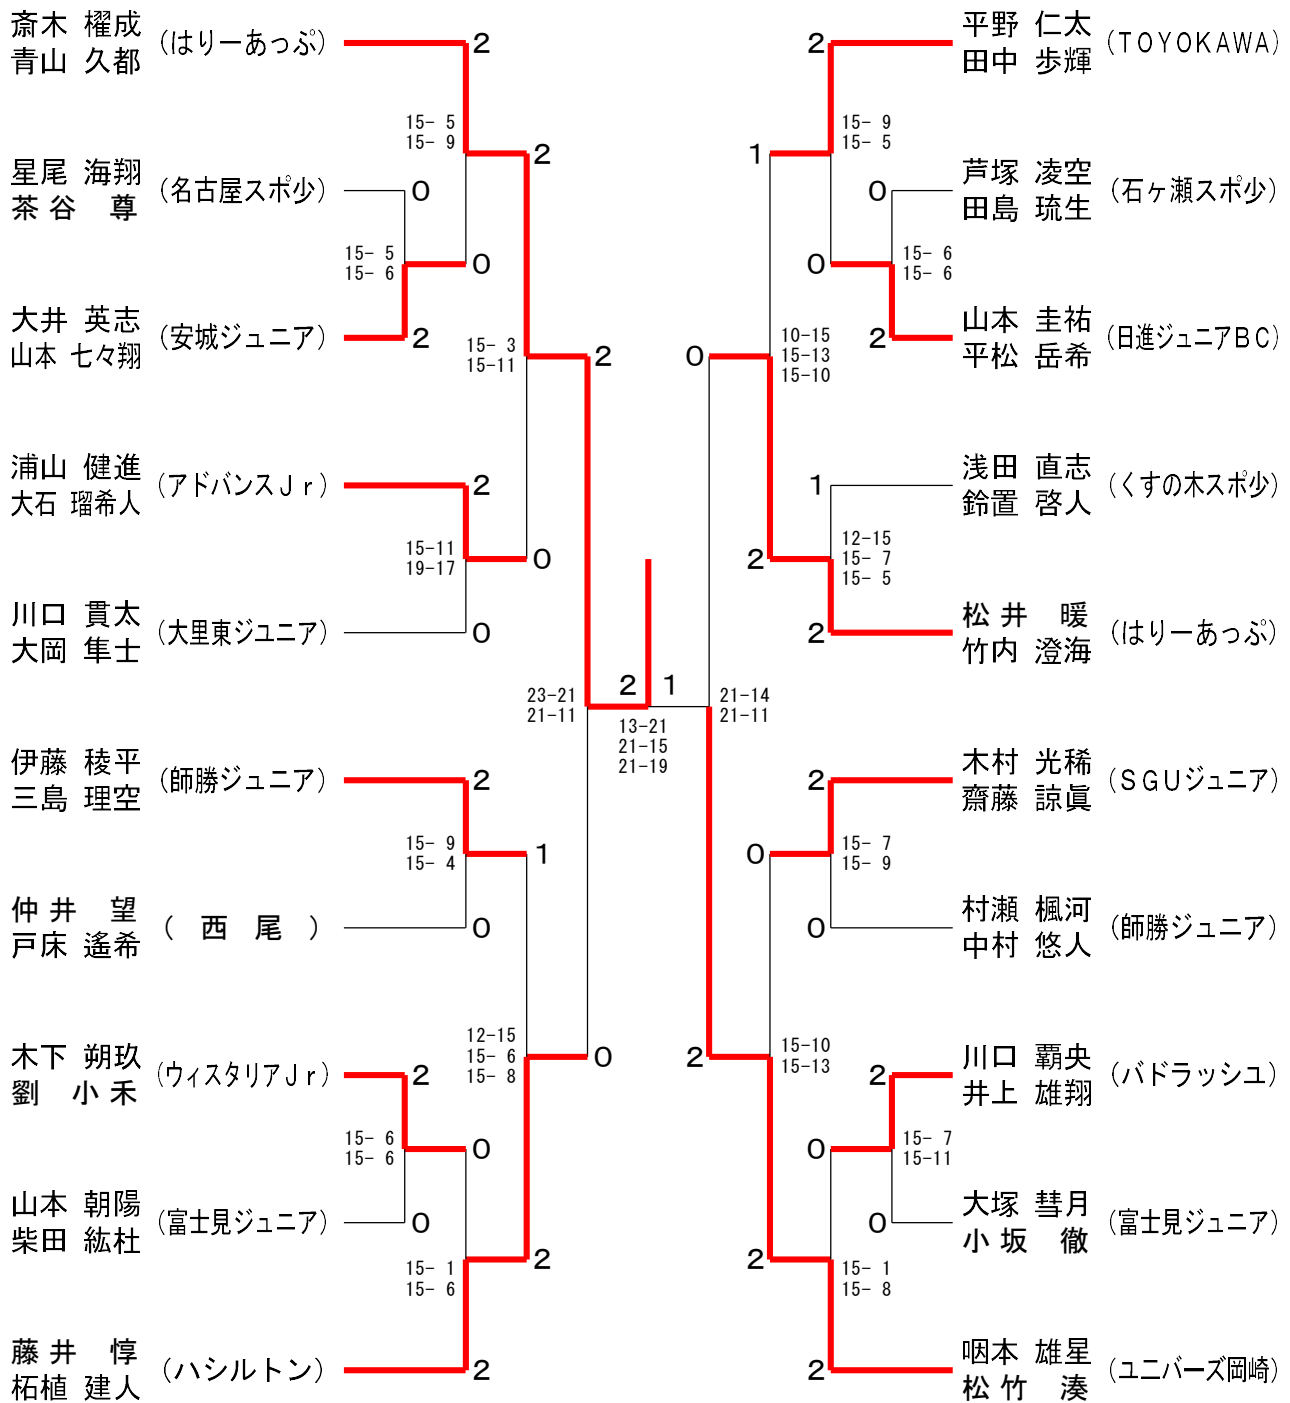 斎木 櫂成
青山 久都
(はりーあっぷ)
2
15- 5
15- 9
2
星尾 海翔
茶谷 尊
(名古屋スポ少)
0
15- 5
15- 6
0
大井 英志
山本 七々翔
(安城ジュニア)
2
15- 3
15-11
2
浦山 健進
大石 瑠希人
(アドバンスJr)
2
15-11
19-17
0
川口 貫太
大岡 隼士
(大里東ジュニア)
0
23-21
21-11
2
1
13-21
21-15
21-19
伊藤 稜平
三島 理空
(師勝ジュニア)
2
15- 9
15- 4
1
仲井 望
戸床 遙希
( 西 尾 )
0
12-15
15- 6
15- 8
0
木下 朔玖
劉 小禾
(ウィスタリアJr)
2
15- 6
15- 6
0
山本 朝陽
柴田 紘杜
(富士見ジュニア)
0
15- 1
15- 6
2
藤井 惇
柘植 建人
(ハシルトン)
2
2
平野 仁太
田中 歩輝
(TOYOKAWA)
1
15- 9
15- 5
0
芦塚 凌空
田島 琉生
(石ヶ瀬スポ少)
0
15- 6
15- 6
2
山本 圭祐
平松 岳希
(日進ジュニアBC)
0
10-15
15-13
15-10
1
浅田 直志
鈴置 啓人
(くすの木スポ少)
2
12-15
15- 7
15- 5
2
松井 暖
竹内 澄海
(はりーあっぷ)
21-14
21-11
2
木村 光稀
齋藤 諒眞
(SGUジュニア)
0
15- 7
15- 9
0
村瀬 楓河
中村 悠人
(師勝ジュニア)
2
15-10
15-13
2
川口 覇央
井上 雄翔
(バドラッシュ)
0
15- 7
15-11
0
大塚 彗月
小坂 徹
(富士見ジュニア)
2
15- 1
15- 8
2
咽本 雄星
松竹 湊
(ユニバーズ岡崎)